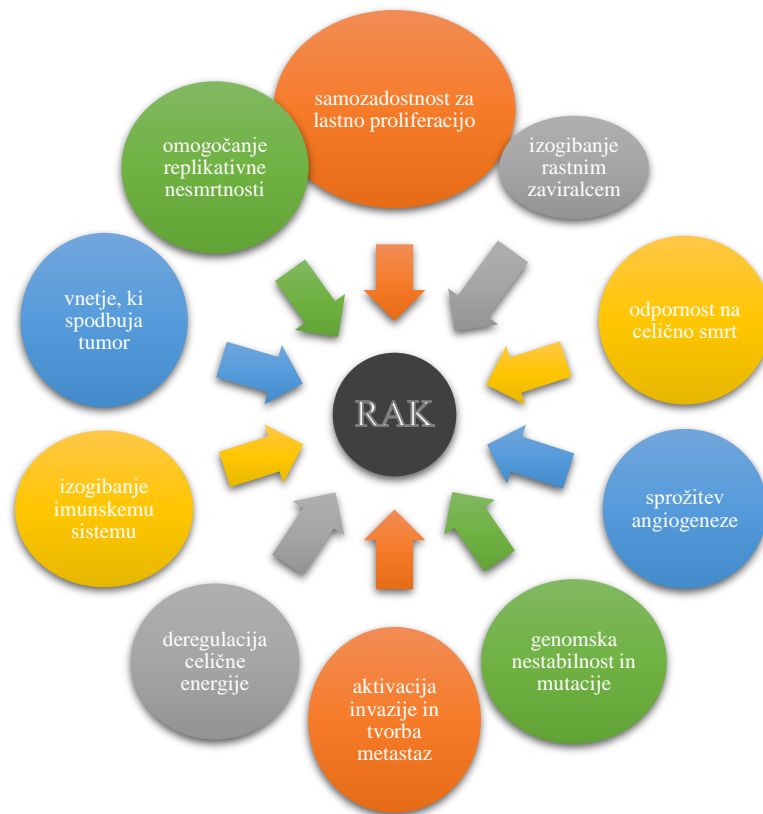 samozadostnost za
lastno proliferacijo
izogibanje
rastnim
zaviralcem
odpornost na
celično smrt
sprožitev
angiogeneze
genomska
nestabilnost in
mutacije
aktivacija
invazije in
tvorba
metastaz
deregulacija
celične
energije
izogibanje
imunskemu
sistemu
vnetje, ki
spodbuja
tumor
omogočanje
replikativne
nesmrtnosti
RAK